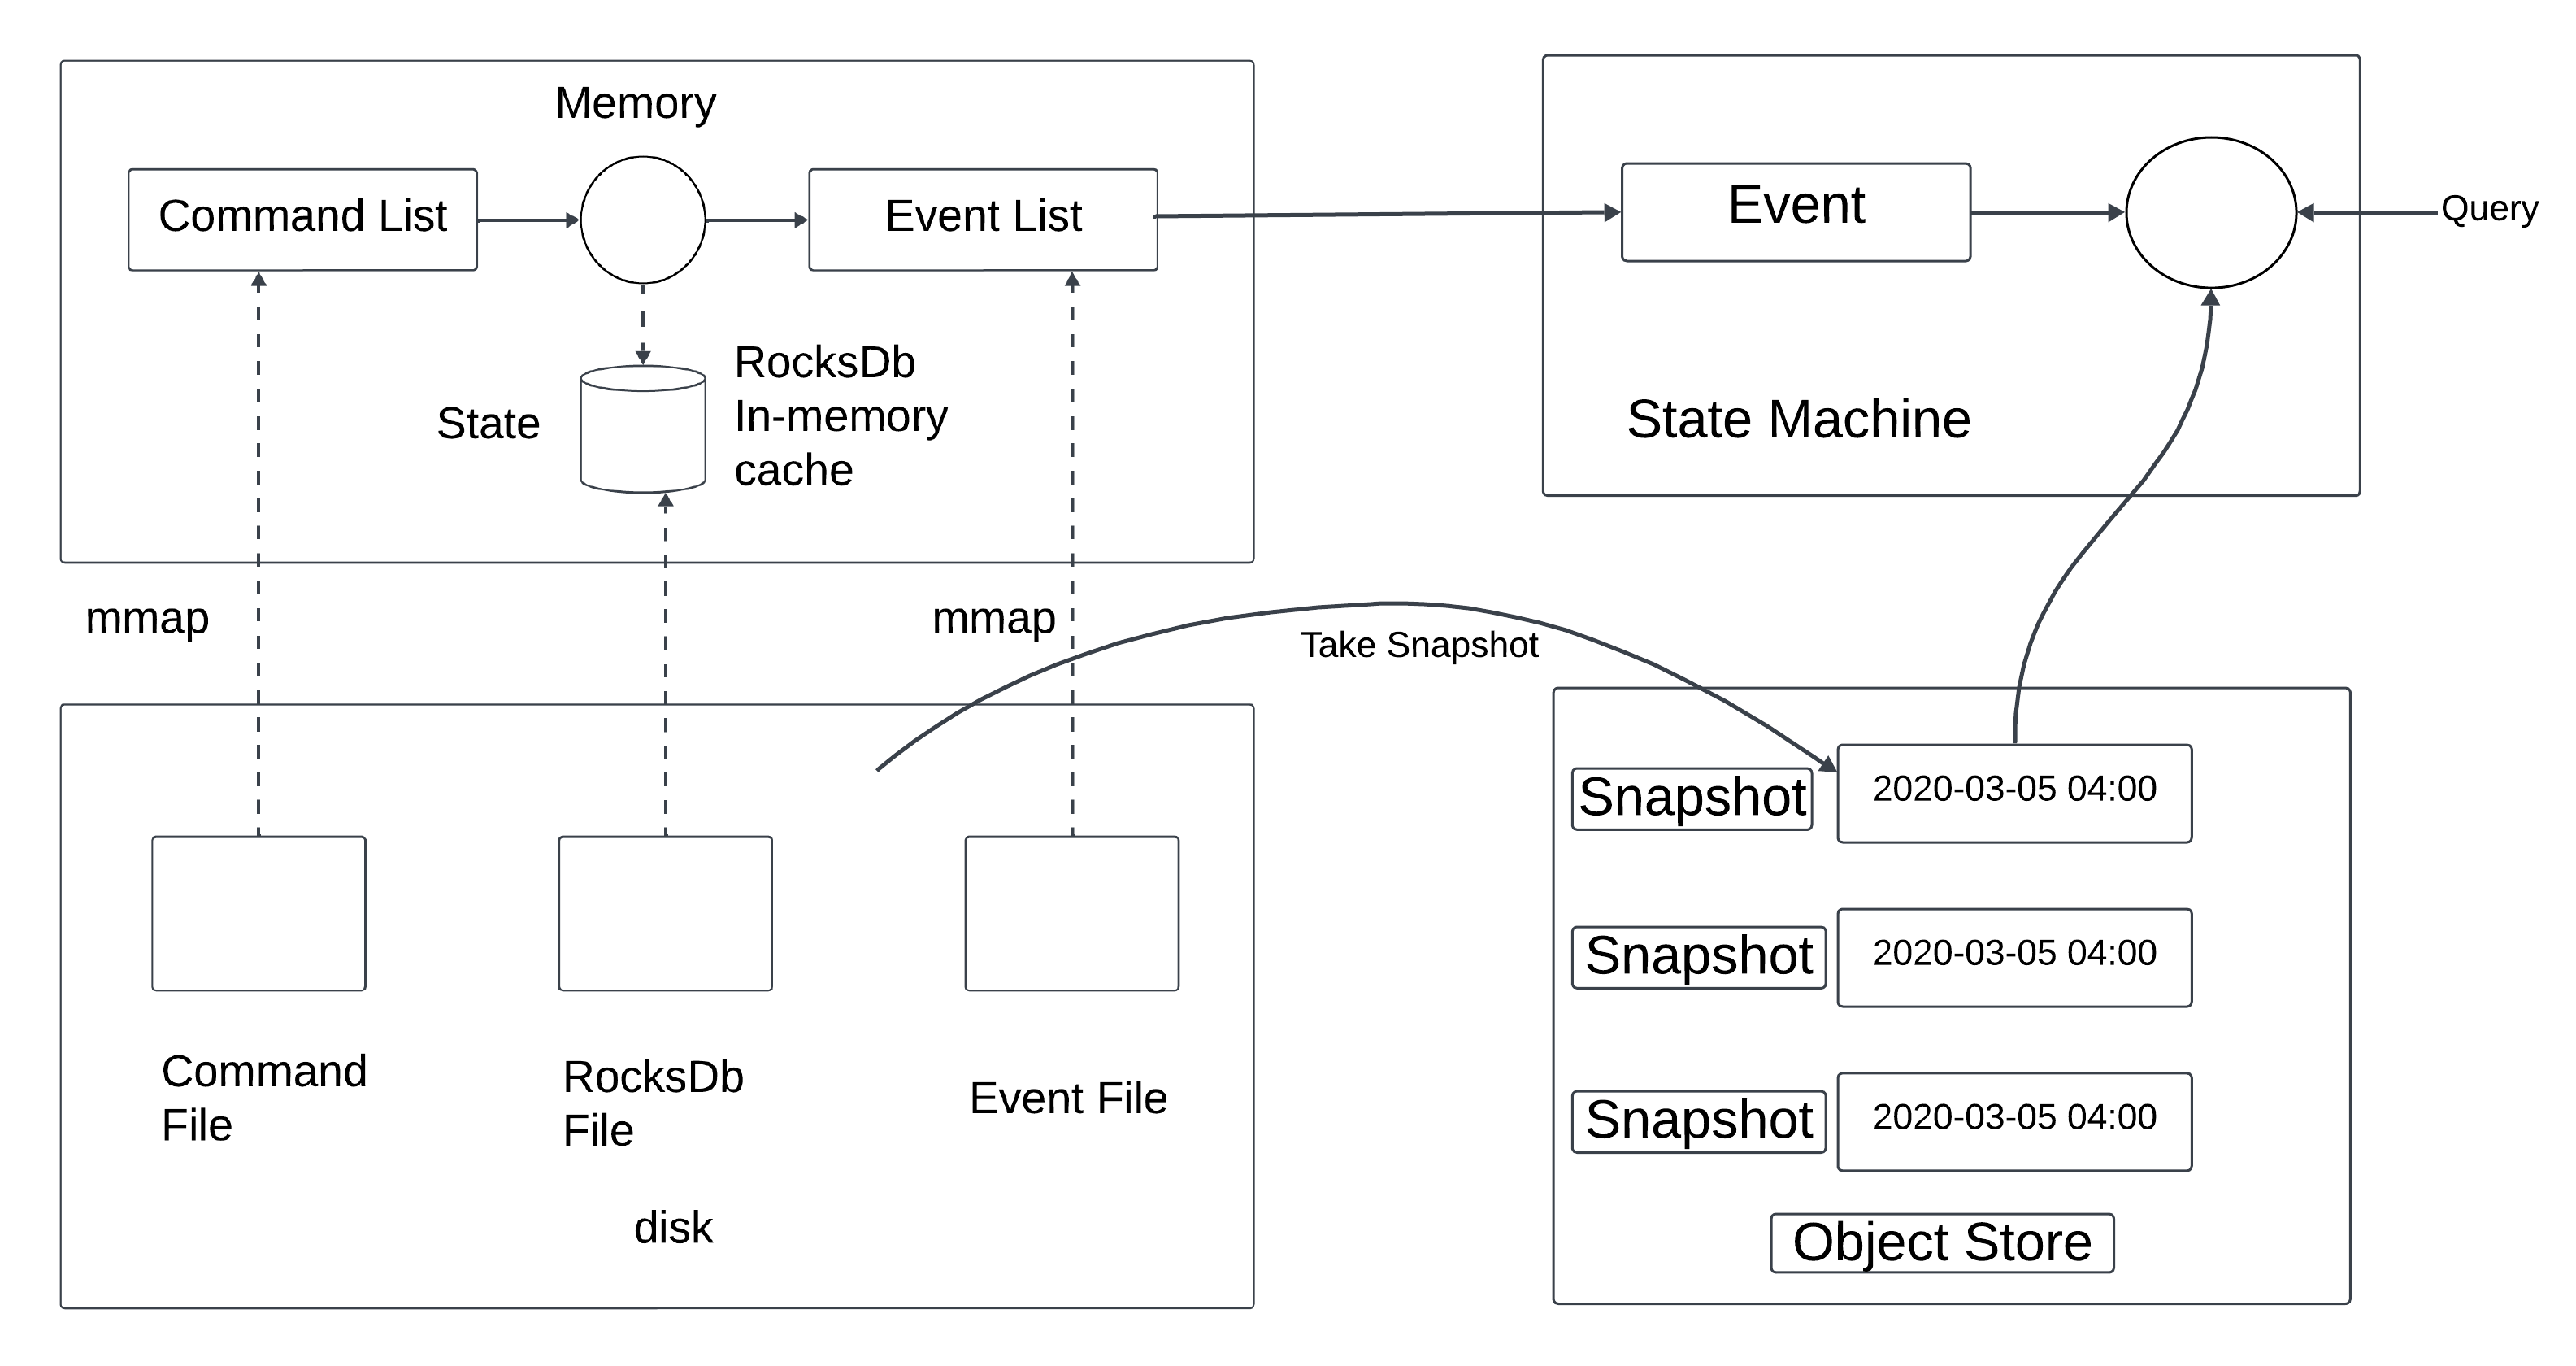 Memory
Command List
Event List
State
RocksDb
In-memory
cache
mmap
mmap
Command
File
RocksDb
File
Event File
disk
Take Snapshot
Event
Query
State Machine
Snapshot
2020-03-05 04:00
Snapshot
2020-03-05 04:00
Snapshot
2020-03-05 04:00
Object Store